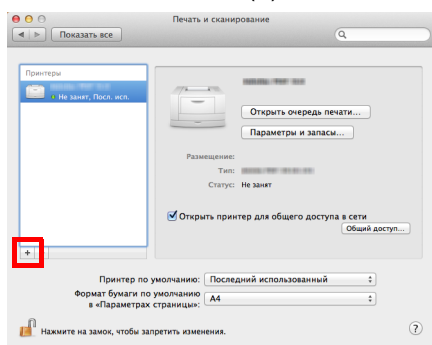 Печать и сканирование
Показать все
Принтеры
Не занят, Посл. исп.
Открыть очередь печати...
Параметры и запасы...
Размещение:
Тип:
Статус: Не занят
Открыть принтер для общего доступа в сети
Общий доступ...
+
Принтер по умолчанию: Последний использованный
Формат бумаги по умолчанию
в «Параметрах страницы»: A4
Нажмите на замок, чтобы запретить изменения.
?